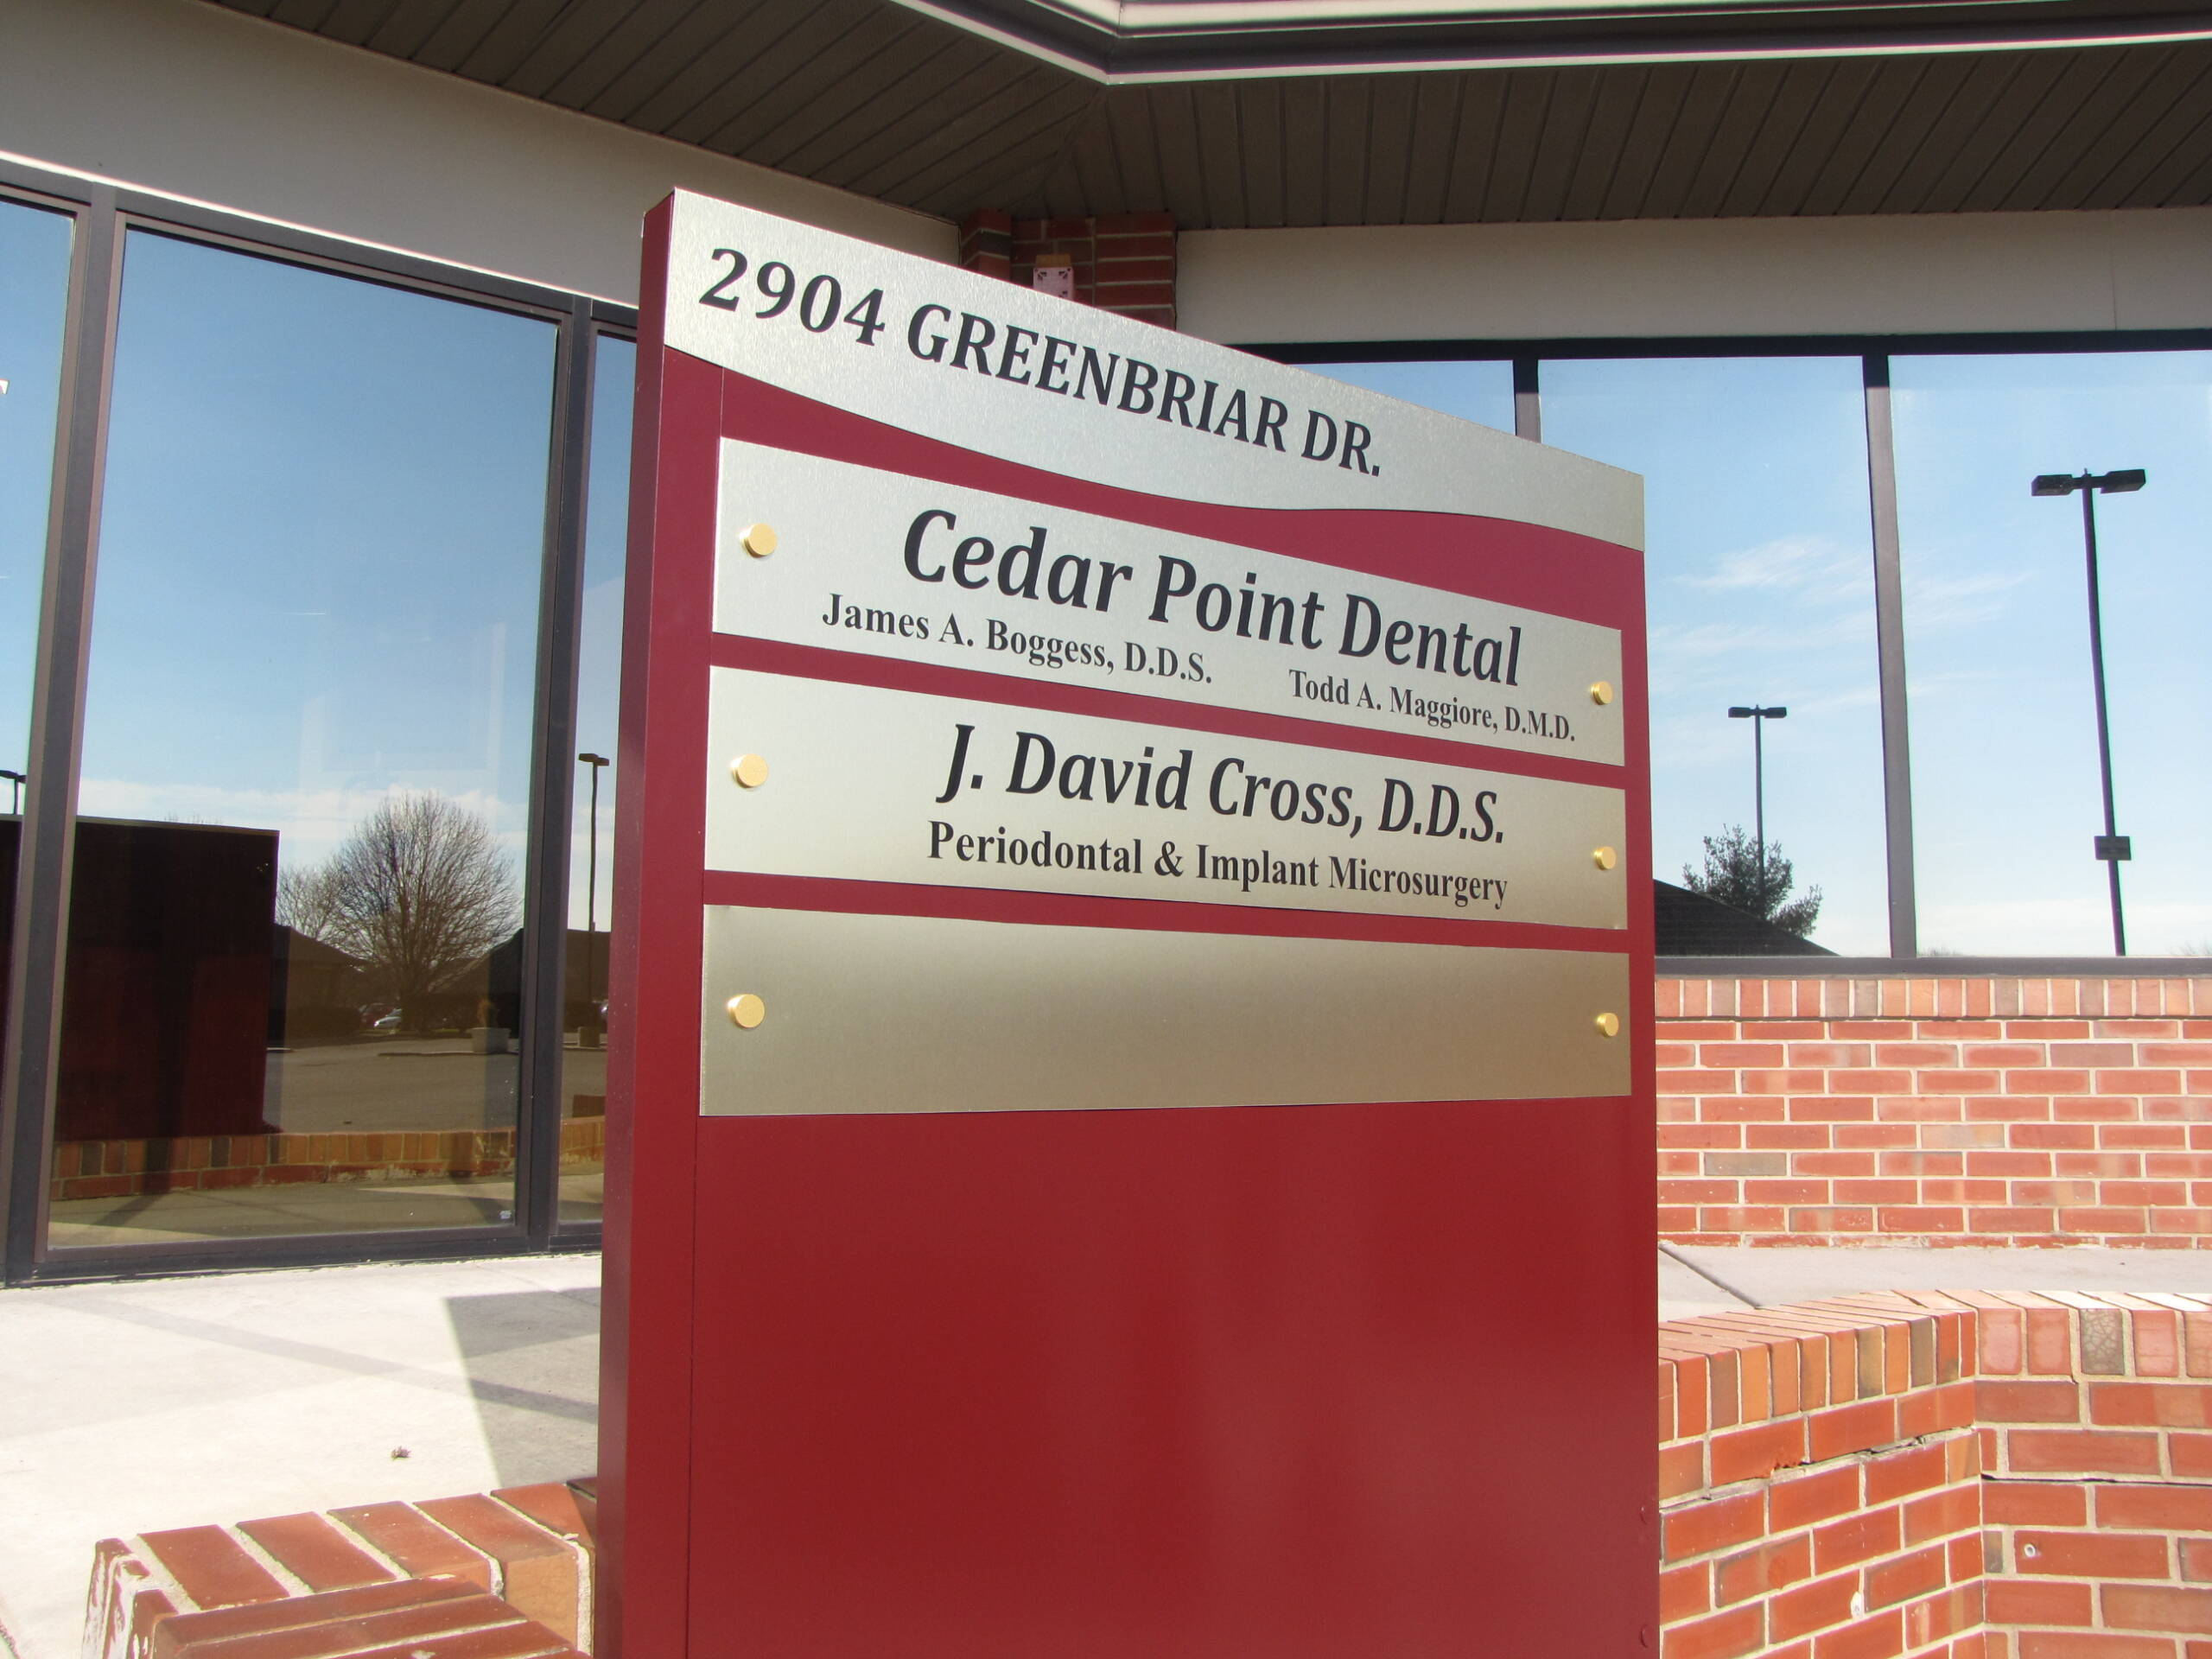 2904 GREENBRIAR DR.
Cedar Point Dental
James A. Boggess, D.D.S. Todd A. Maggiore, D.M.D.
J. David Cross, D.D.S.
Periodontal & Implant Microsurgery